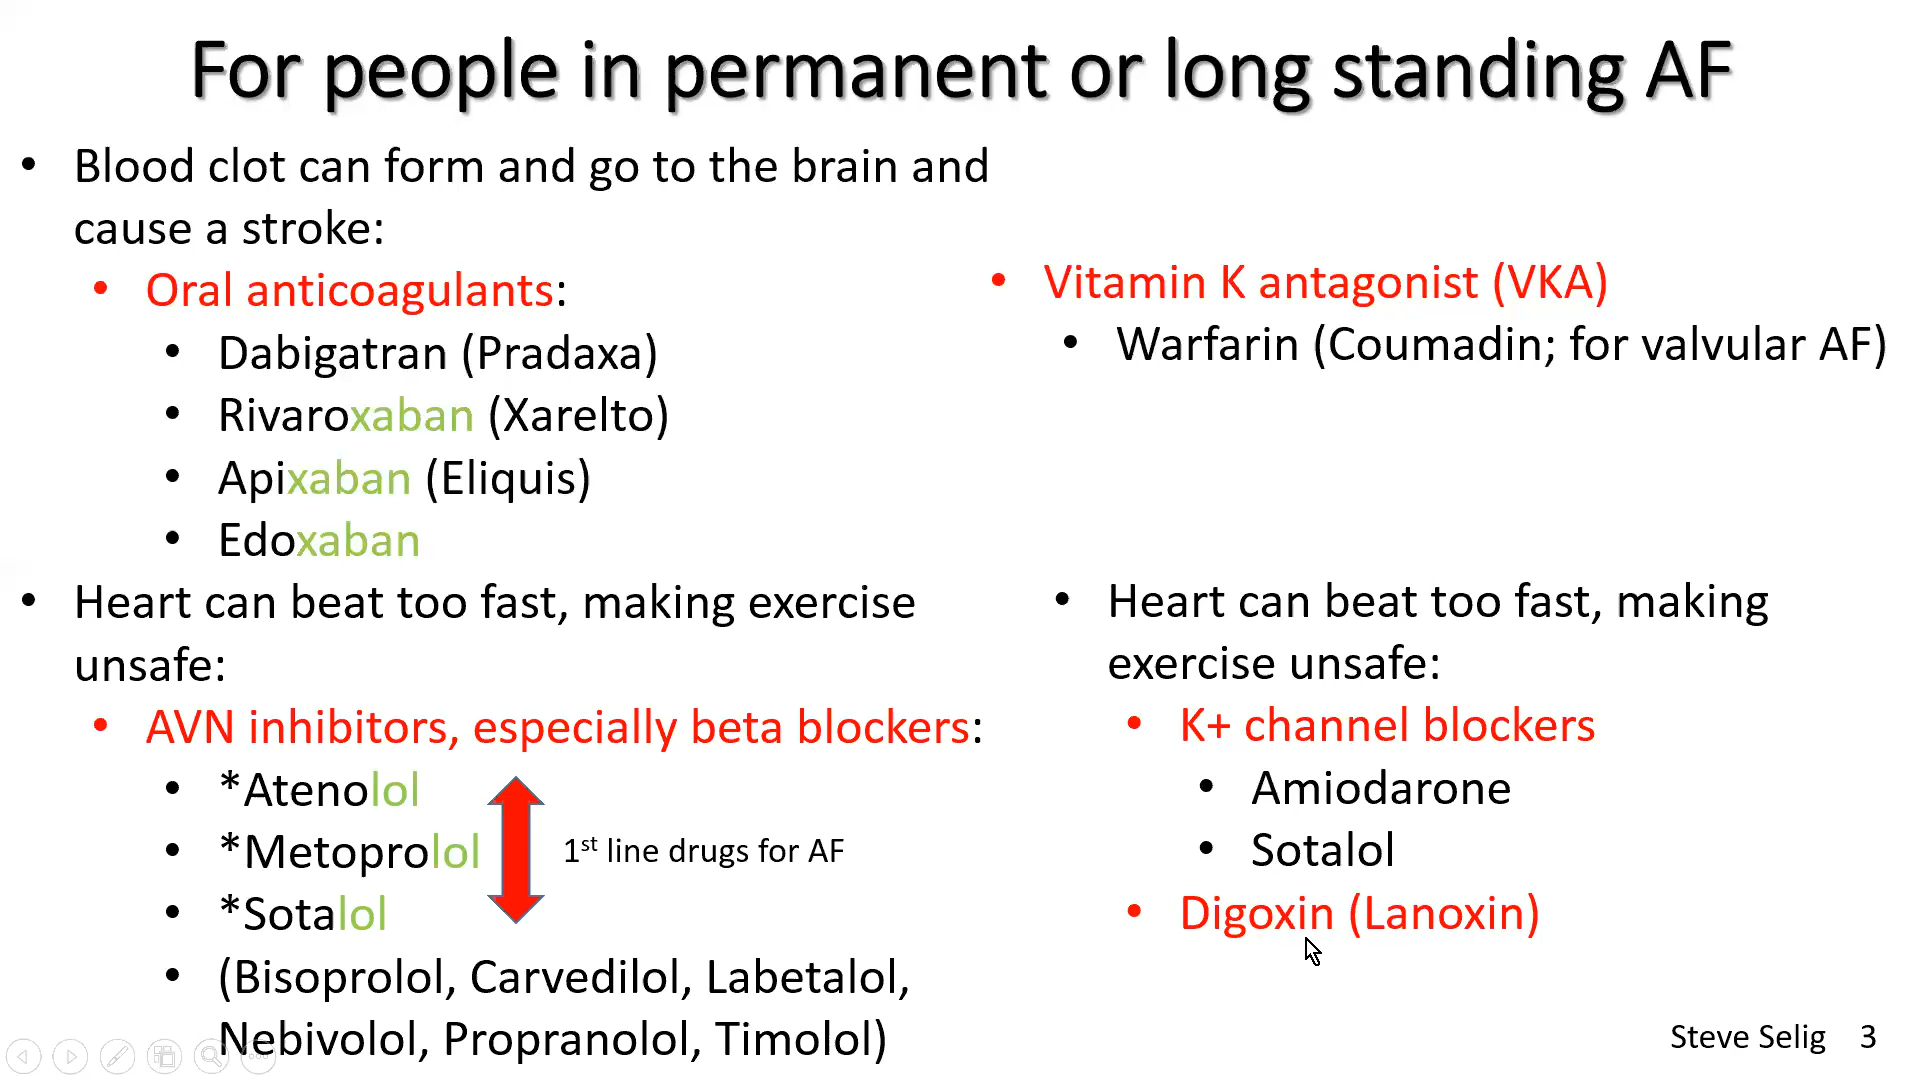 For people in permanent or long standing AF
• Blood clot can form and go to the brain and
cause a stroke:
• Oral anticoagulants:
• Dabigatran (Pradaxa)
• Rivaroxaban (Xarelto)
• Apixaban (Eliquis)
• Edoxaban
• Vitamin K antagonist (VKA)
• Warfarin (Coumadin; for valvular AF)
• Heart can beat too fast, making exercise
unsafe:
• AVN inhibitors, especially beta blockers:
• *Atenolol
• *Metoprolol
• *Sotalol
1st line drugs for AF
• (Bisoprolol, Carvedilol, Labetalol,
Nebivolol, Propranolol, Timolol)
• Heart can beat too fast, making
exercise unsafe:
• K+ channel blockers
• Amiodarone
• Sotalol
• Digoxin (Lanoxin)
Steve Selig 3